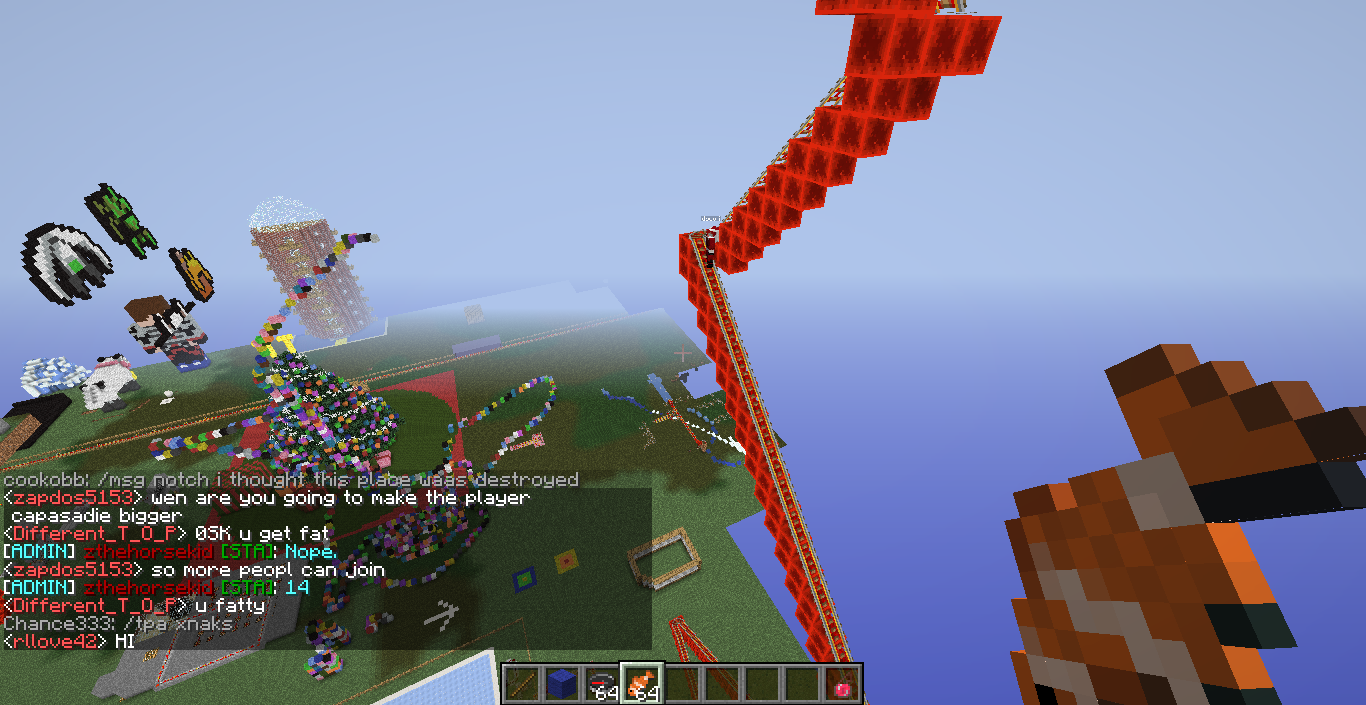 cookobb: /msg notch i thought this place waas destroyed
<zapdos5153> wen are you going to make the player
capasadie bigger
<Different_T_O_P> 05K u get fat
[ADMIN] zthehorsekid [STA]: Nope.
<zapdos5153> so more peopl can join
[ADMIN] zthehorsekid [STA]: 14
<Different_T_O_P> u fatty
Chance333: /tpa xnaks
<rllove42> HI
64 64